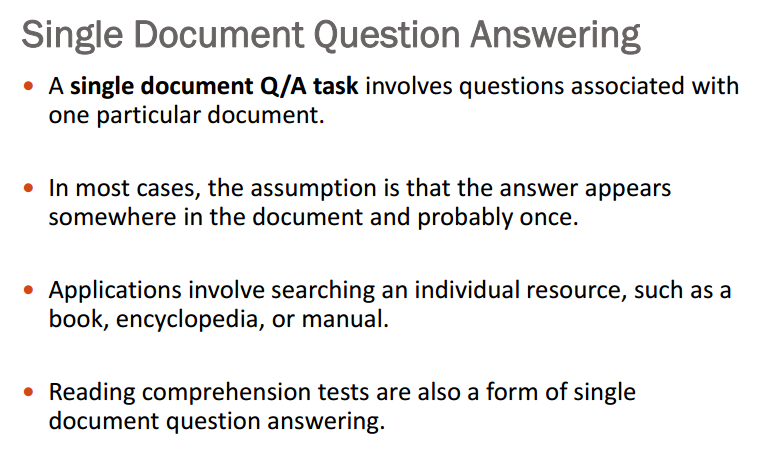 Single Document Question Answering
• A single document Q/A task involves questions associated with
one particular document.
• In most cases, the assumption is that the answer appears
somewhere in the document and probably once.
• Applications involve searching an individual resource, such as a
book, encyclopedia, or manual.
• Reading comprehension tests are also a form of single
document question answering.